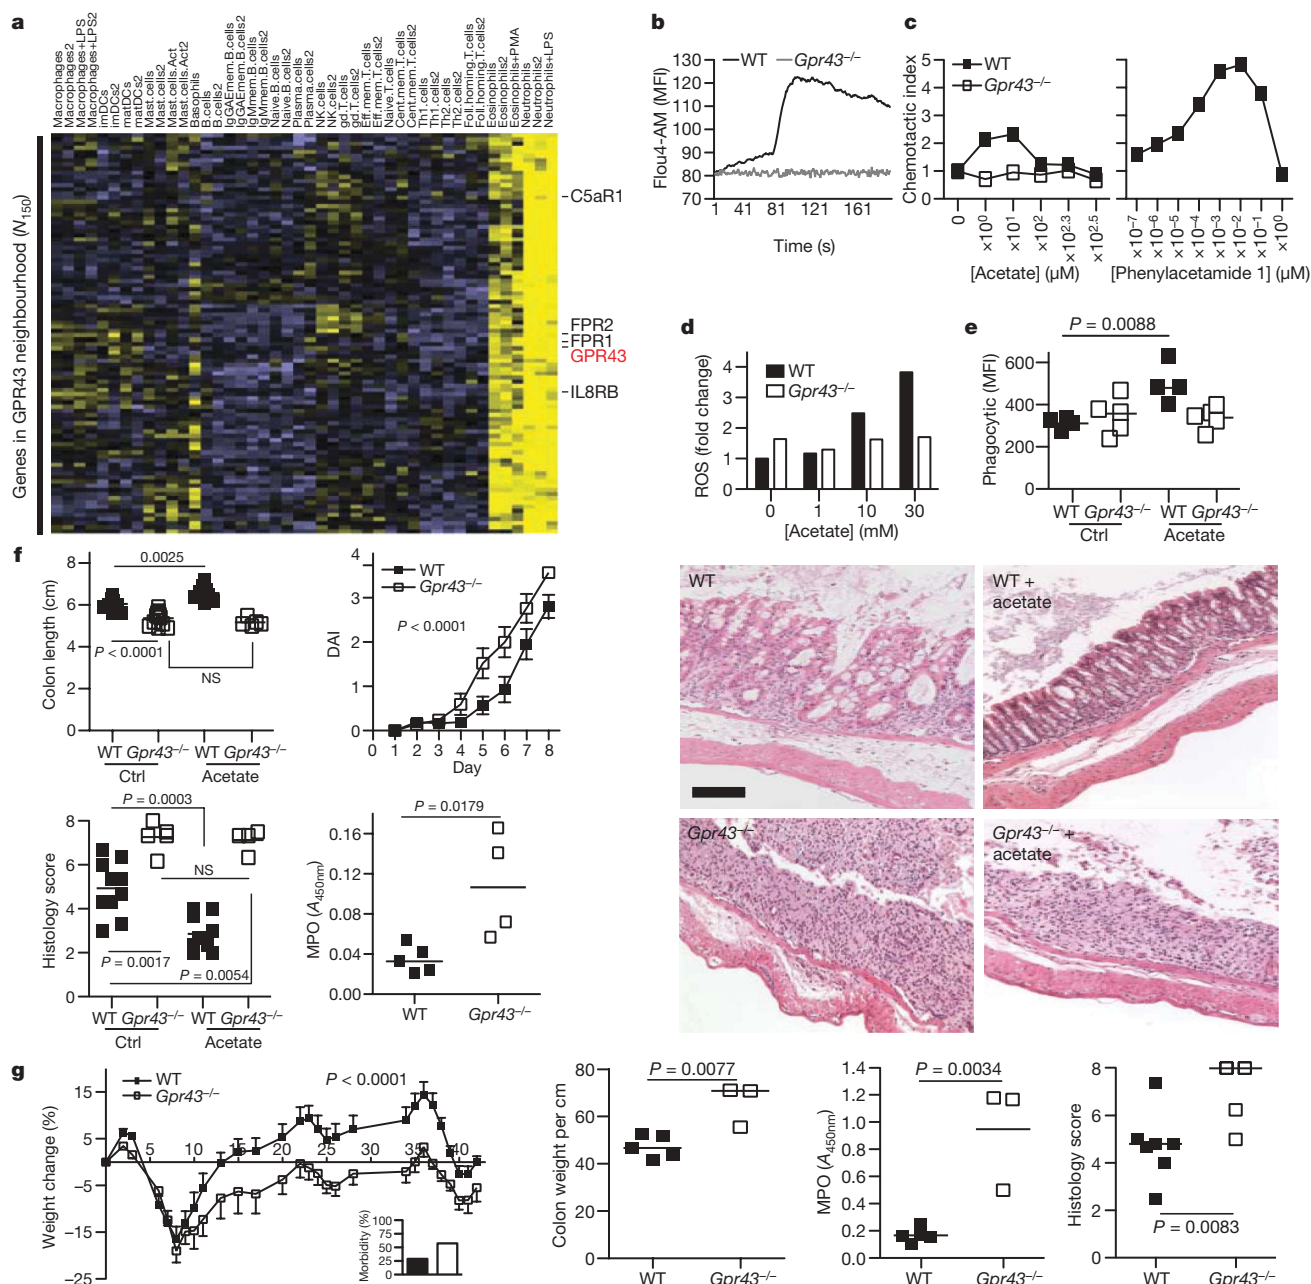 a
Macrophages
Macrophages2
Macrophages+LPS
Macrophages+LPS2
imDCs
imDCs2
matDCs
matDCs2
Mast.cells
Mast.cells2
Mast.cells.Act
Mast.cells.Act2
Basophils
B.cells
B.cells2
IgGAEmem.B.cells
IgGAEmem.B.cells2
IgMmem.B.cells
IgMmem.B.cells2
Naive.B.cells
Naive.B.cells2
Plasma.cells
Plasma.cells2
NK.cells
NK.cells2
gd.T.cells
gd.T.cells2
Eff.mem.T.cells
Eff.mem.T.cells2
Naive.T.cells
Cent.mem.T.cells
Cent.mem.T.cells2
Th1.cells
Th1.cells2
Th2.cells
Th2.cells2
Foll.homing.T.cells
Foll.homing.T.cells2
Eosinophils
Eosinophils2
Eosinophils+PMA
Neutrophils
Neutrophils2
Neutrophils+LPS
Genes in GPR43 neighbourhood (N150)
C5aR1
FPR2
FPR1
GPR43
IL8RB
b
WT Gpr43–/–
Flou4-AM (MFI)
130
120
110
100
90
80
70
1 41 81 121 161
Time (s)
c
WT
Gpr43–/–
Chemotactic index
5
4
3
2
1
0
0 ×10^0 ×10^1 ×10^2 ×10^2.3 ×10^2.5
[Acetate] (µM)
×10^–7 ×10^–6 ×10^–5 ×10^–4 ×10^–3 ×10^–2 ×10^–1 ×10^0
[Phenylacetamide 1] (µM)
d
WT
Gpr43–/–
ROS (fold change)
4
3
2
1
0
0 1 10 30
[Acetate] (mM)
e
P = 0.0088
Phagocytic (MFI)
600
400
200
0
WT Gpr43–/– WT Gpr43–/–
Ctrl Acetate
f
0.0025
Colon length (cm)
8
6
4
2
0
P < 0.0001
NS
WT Gpr43–/– WT Gpr43–/–
Ctrl Acetate
WT
Gpr43–/–
P < 0.0001
DAI
4
3
2
1
0
0 1 2 3 4 5 6 7 8
Day
P = 0.0003
Histology score
8
6
4
2
0
NS
P = 0.0017
P = 0.0054
WT Gpr43–/– WT Gpr43–/–
Ctrl Acetate
P = 0.0179
MPO (A450nm)
0.16
0.12
0.08
0.04
0.00
WT Gpr43–/–
WT
WT +
acetate
Gpr43–/–
Gpr43–/– +
acetate
g
WT
Gpr43–/–
P < 0.0001
Weight change (%)
15
5
–5
–15
–25
5 10 15 20 25 30 35 40
Morbidity (%)
100
75
50
25
0
Colon weight per cm
P = 0.0077
80
60
40
20
0
WT Gpr43–/–
MPO (A450nm)
P = 0.0034
1.4
1.2
1.0
0.8
0.6
0.4
0.2
0.0
WT Gpr43–/–
Histology score
8
6
4
2
0
P = 0.0083
WT Gpr43–/–